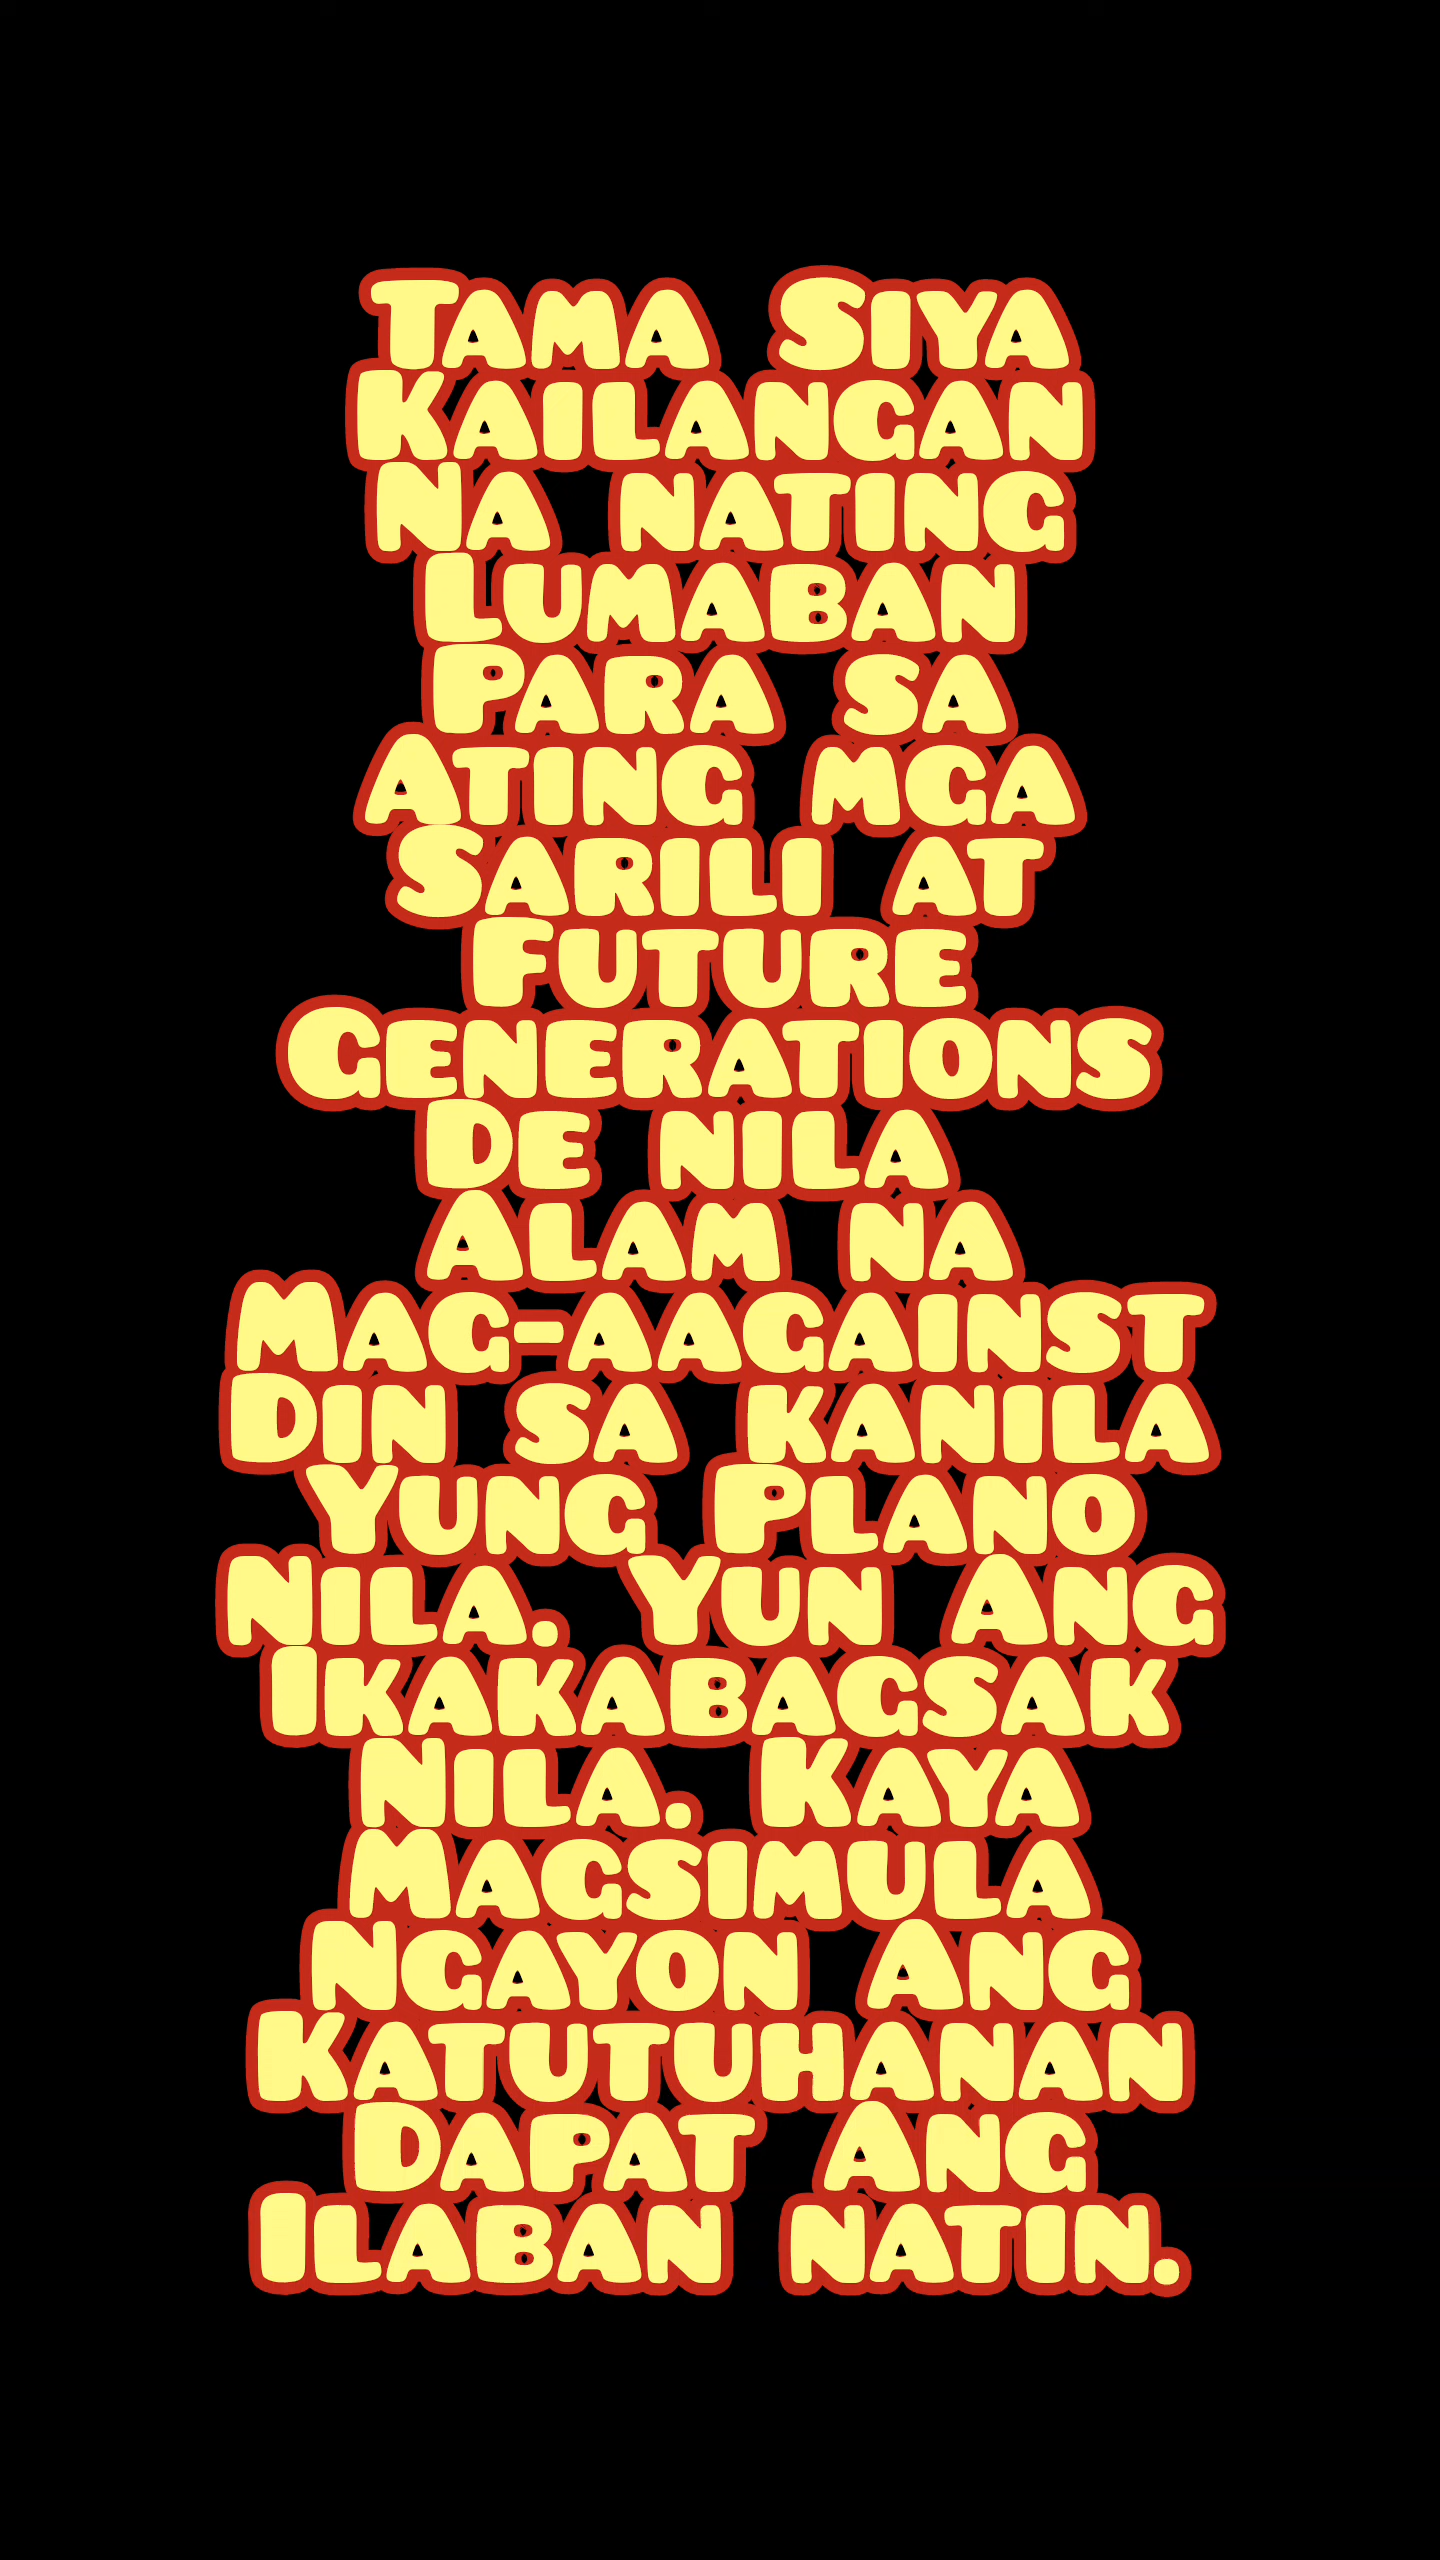 Tama Siya
Kailangan
Na nating
Lumaban
Para sa
Ating mga
Sarili at
Future
Generations
De nila
Alam na
Mag-aagainst
Din sa kanila
Yung Plano
Nila. Yun Ang
Ikakabagsak
Nila. Kaya
Magsimula
Ngayon Ang
Katutuhanan
Dapat Ang
Ilaban natin.